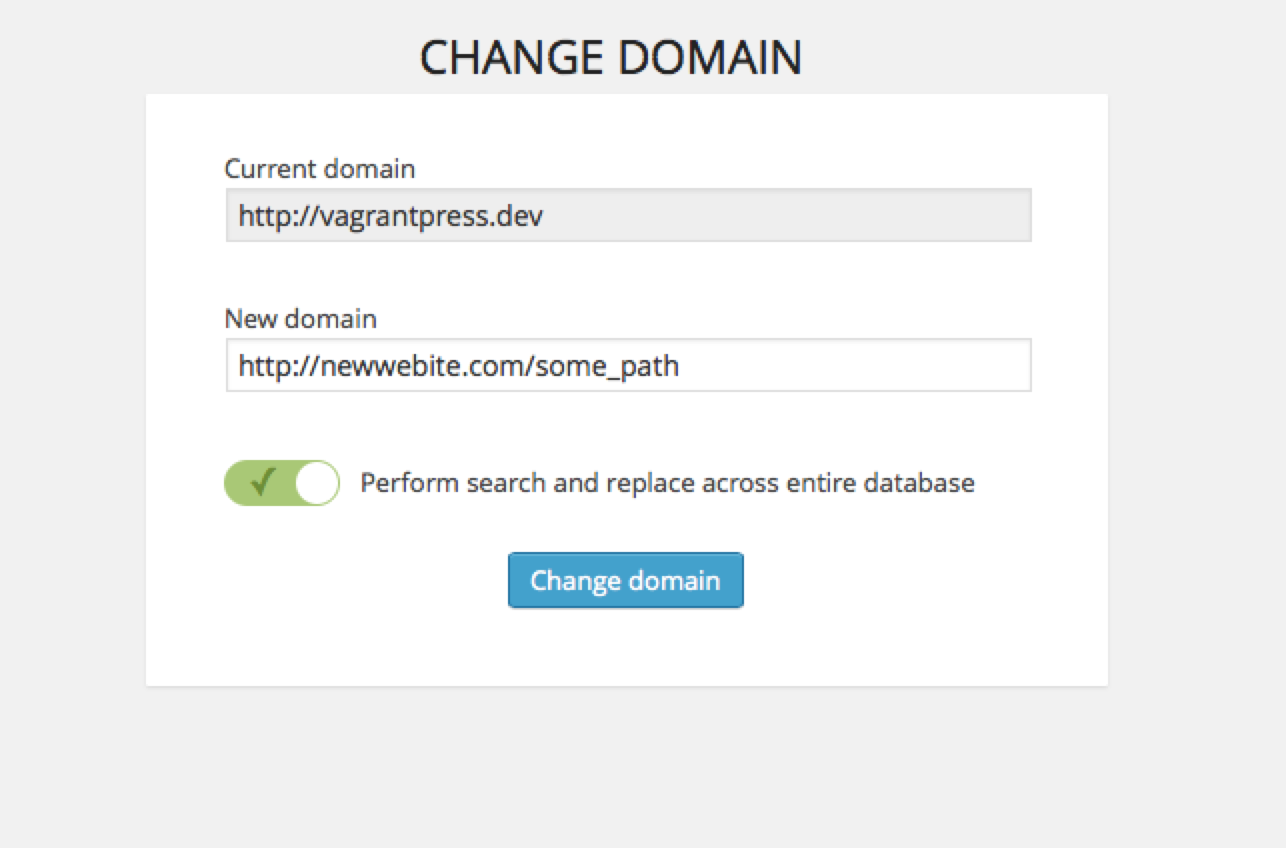 CHANGE DOMAIN
Current domain
http://vagrantpress.dev
New domain
http://newwebite.com/some_path
Perform search and replace across entire database
Change domain